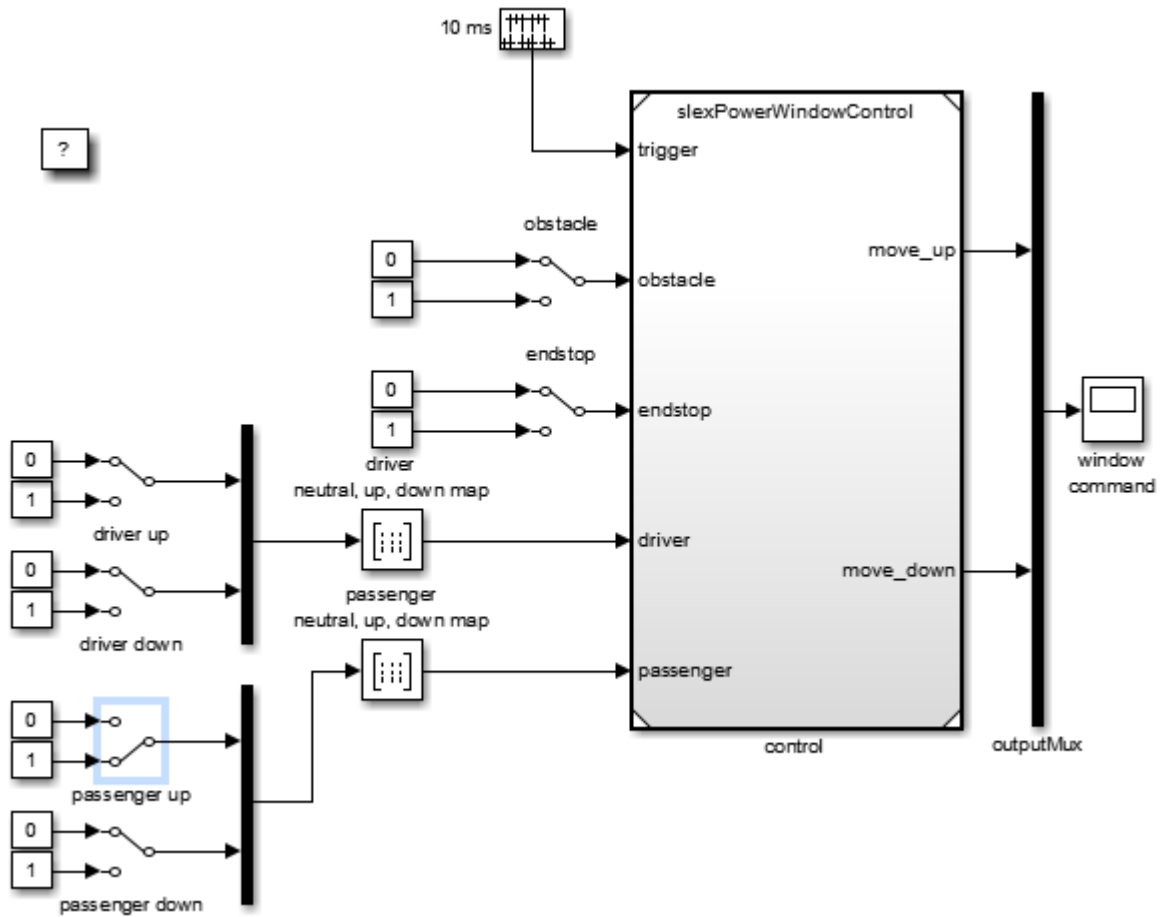 10 ms
slexPowerWindowControl
trigger
?
obstacle
0
1
obstacle
move_up
endstop
0
1
endstop
driver
neutral, up, down map
0
1
driver up
window
command
driver
0
1
driver down
move_down
passenger
neutral, up, down map
passenger
0
1
passenger up
control
outputMux
0
1
passenger down